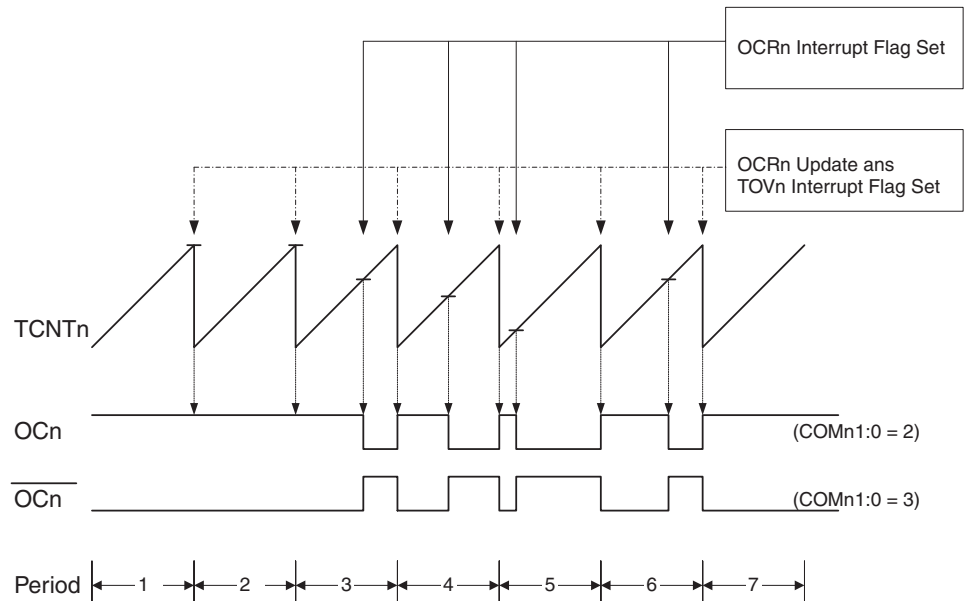 OCRn Interrupt Flag Set
OCRn Update ans
TOVn Interrupt Flag Set
TCNTn
OCn
(COMn1:0 = 2)
OCn
(COMn1:0 = 3)
Period 1 2 3 4 5 6 7